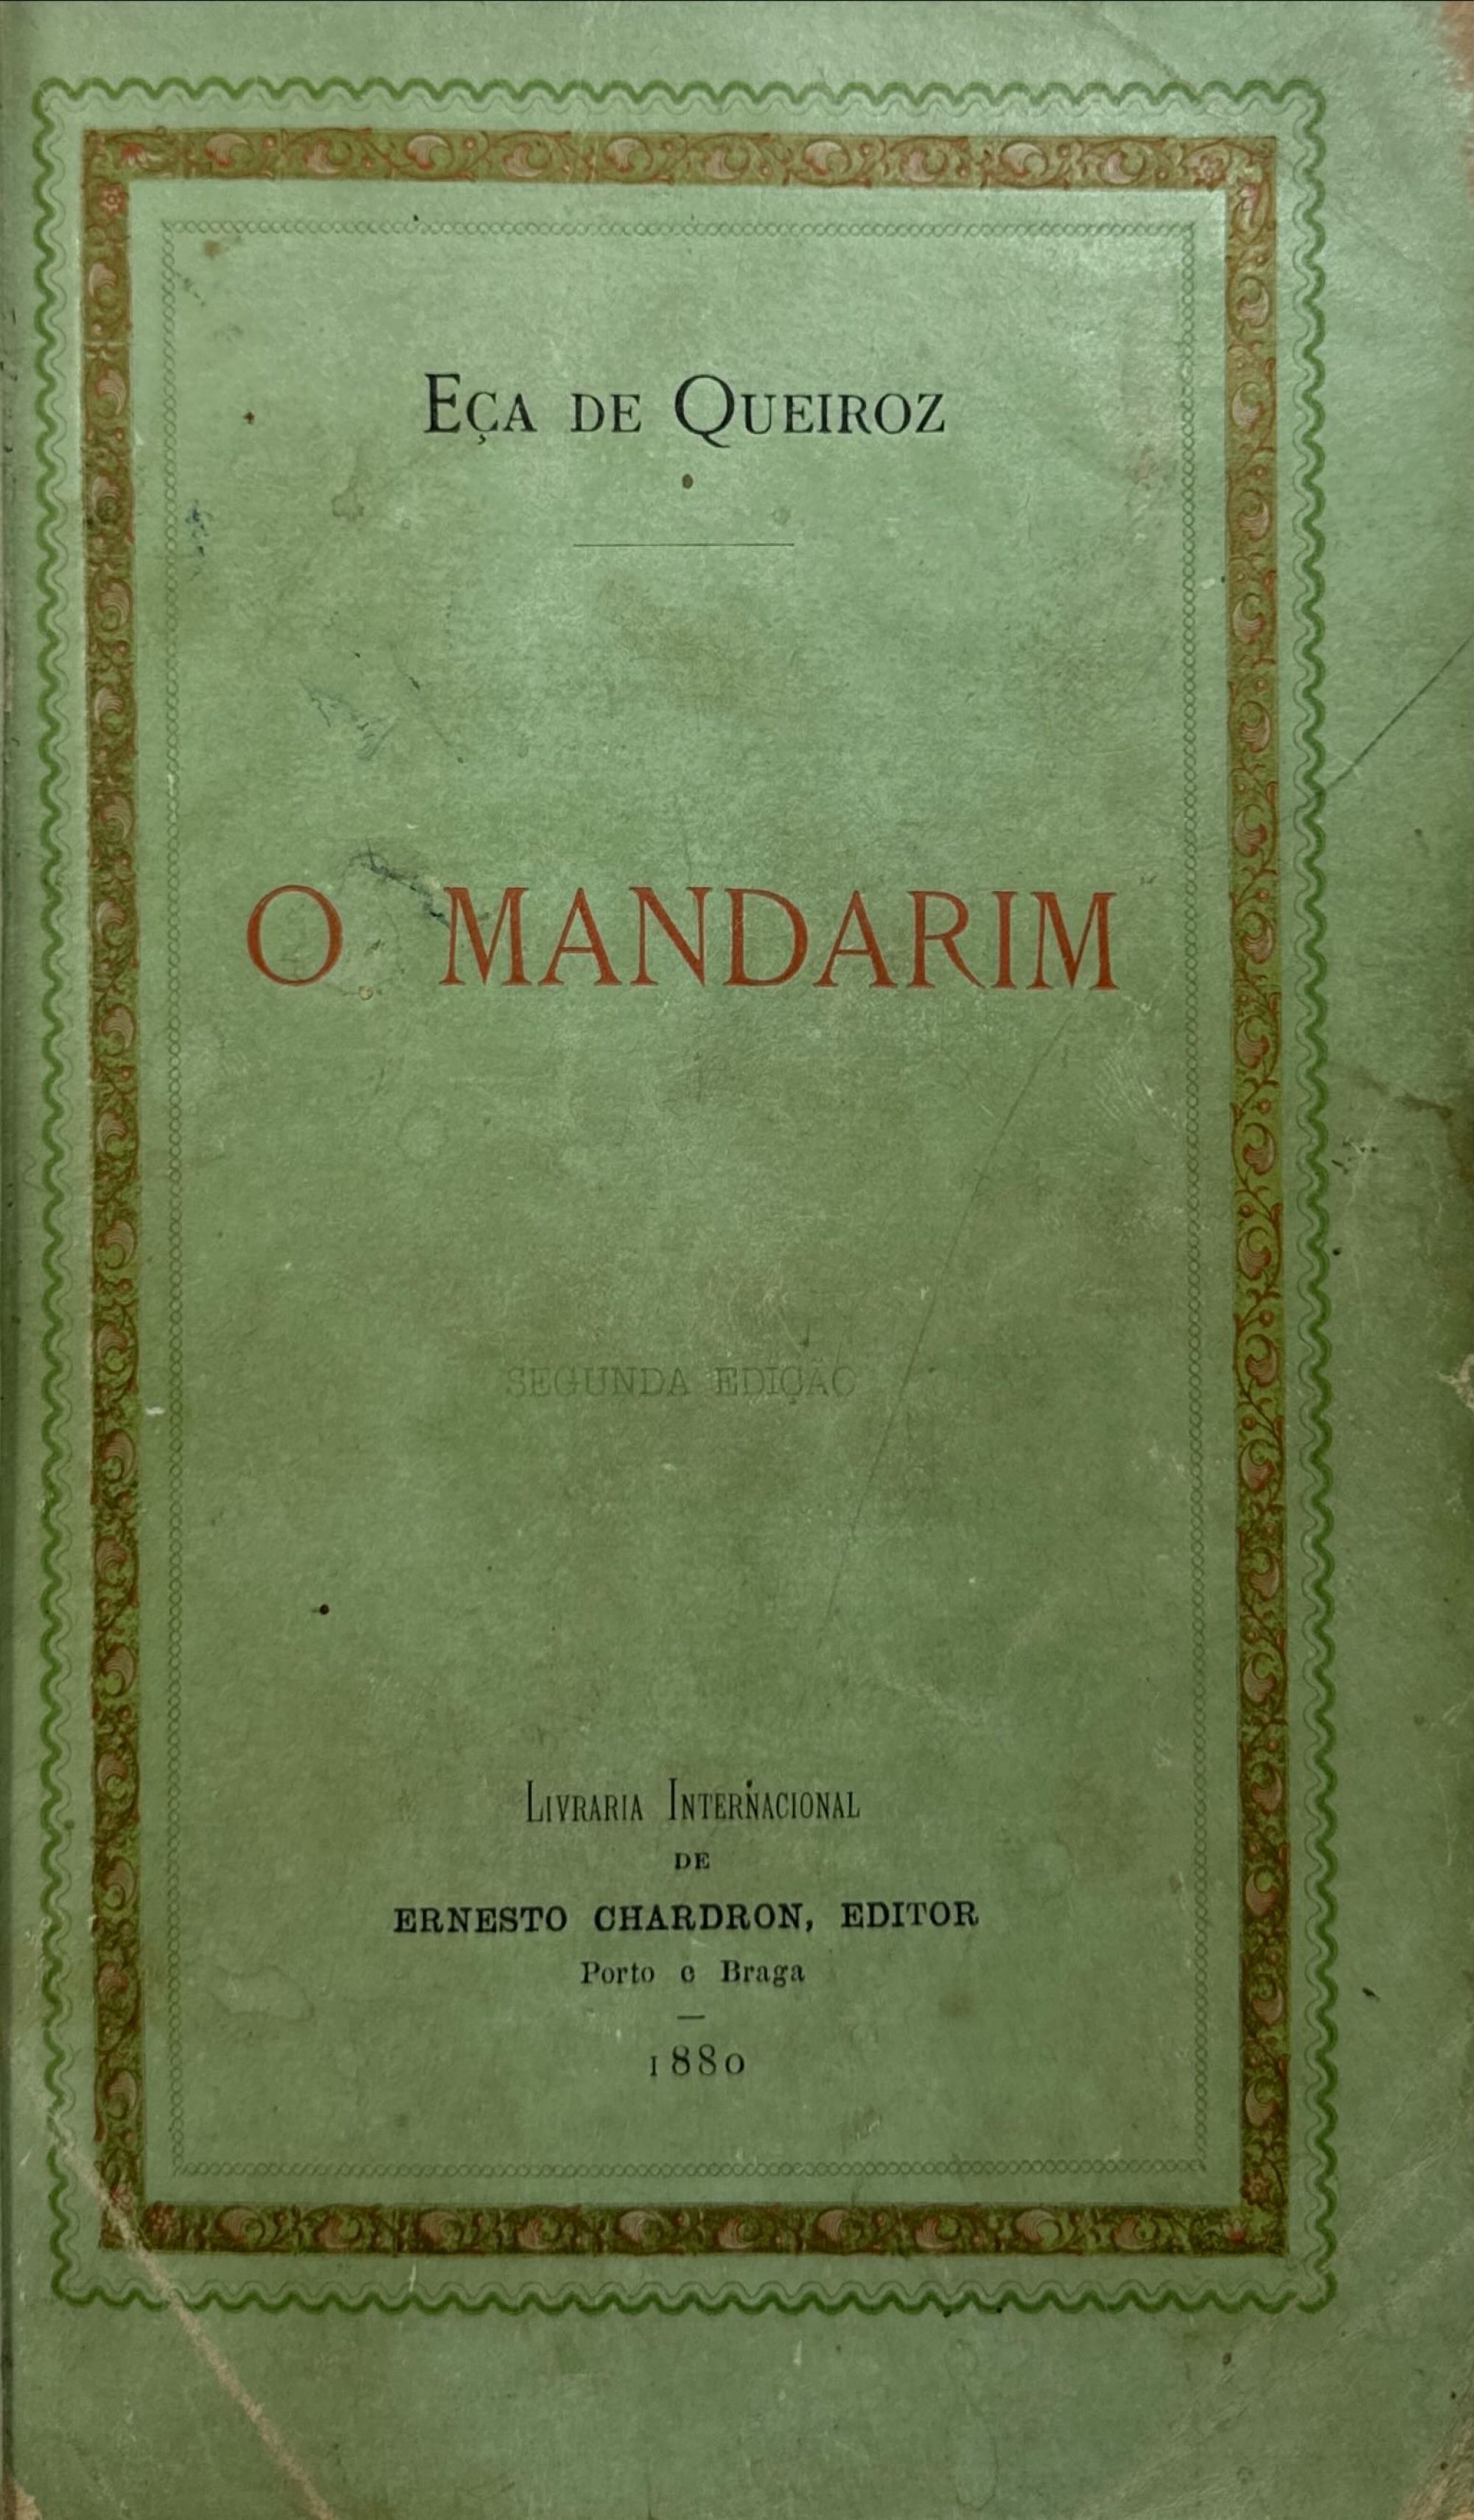 EÇA DE QUEIROZ
O MANDARIM
SEGUNDA EDIÇÃO
LIVRARIA INTERNACIONAL
DE
ERNESTO CHARDRON, EDITOR
Porto e Braga
1880